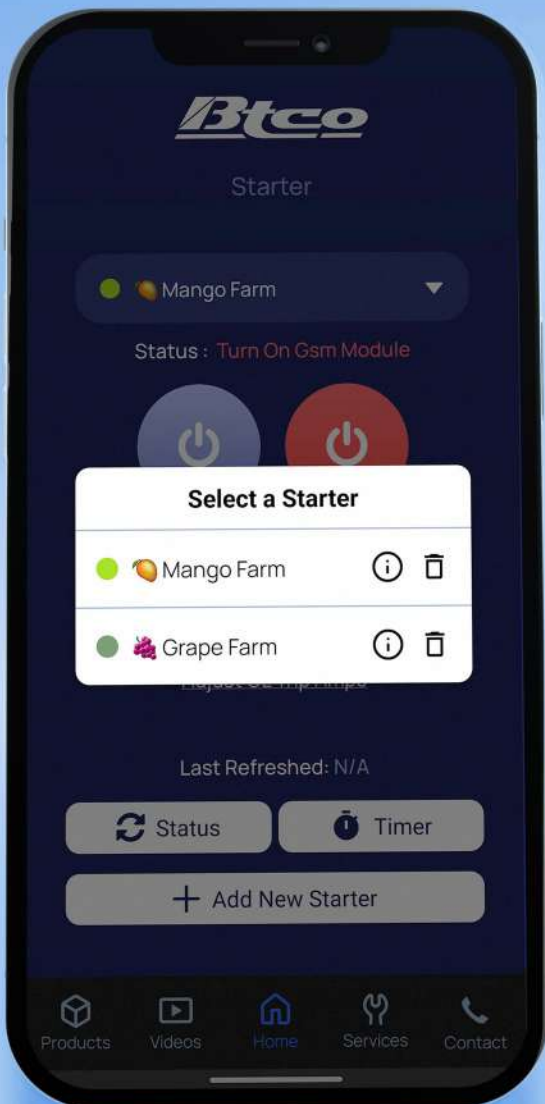 Btco
Starter
🥭 Mango Farm
Status : Turn On Gsm Module
Select a Starter
🥭 Mango Farm
🍇 Grape Farm
Last Refreshed: N/A
Status
Timer
+ Add New Starter
Products Videos Home Services Contact